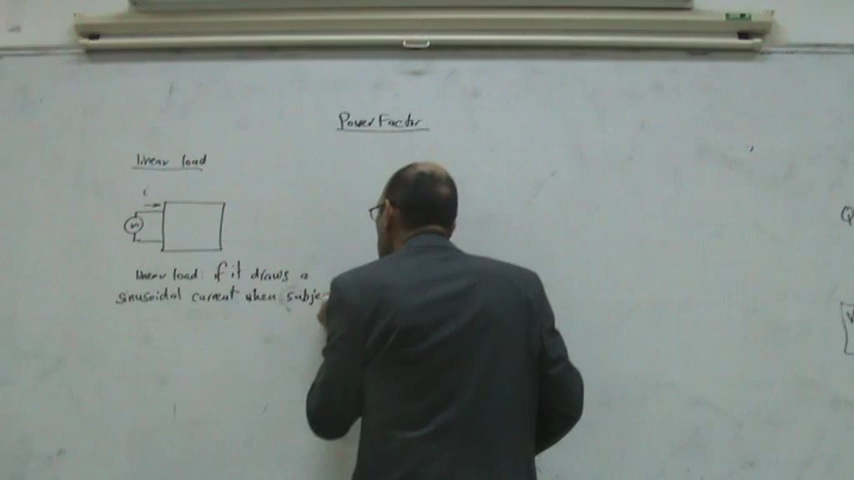 Power Factor
linear load
i
linear load: if it draws a
sinusoidal current when subje
Q
V